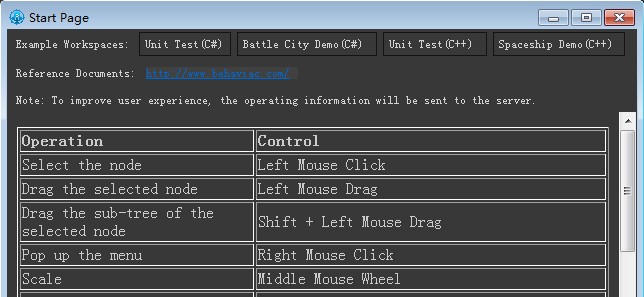 Start Page
Example Workspaces: Unit Test(C#) Battle City Demo(C#) Unit Test(C++) Spaceship Demo(C++)
Reference Documents: http://www.behaviac.com/
Note: To improve user experience, the operating information will be sent to the server.
Operation Control
Select the node Left Mouse Click
Drag the selected node Left Mouse Drag
Drag the sub-tree of the
selected node Shift + Left Mouse Drag
Pop up the menu Right Mouse Click
Scale Middle Mouse Wheel